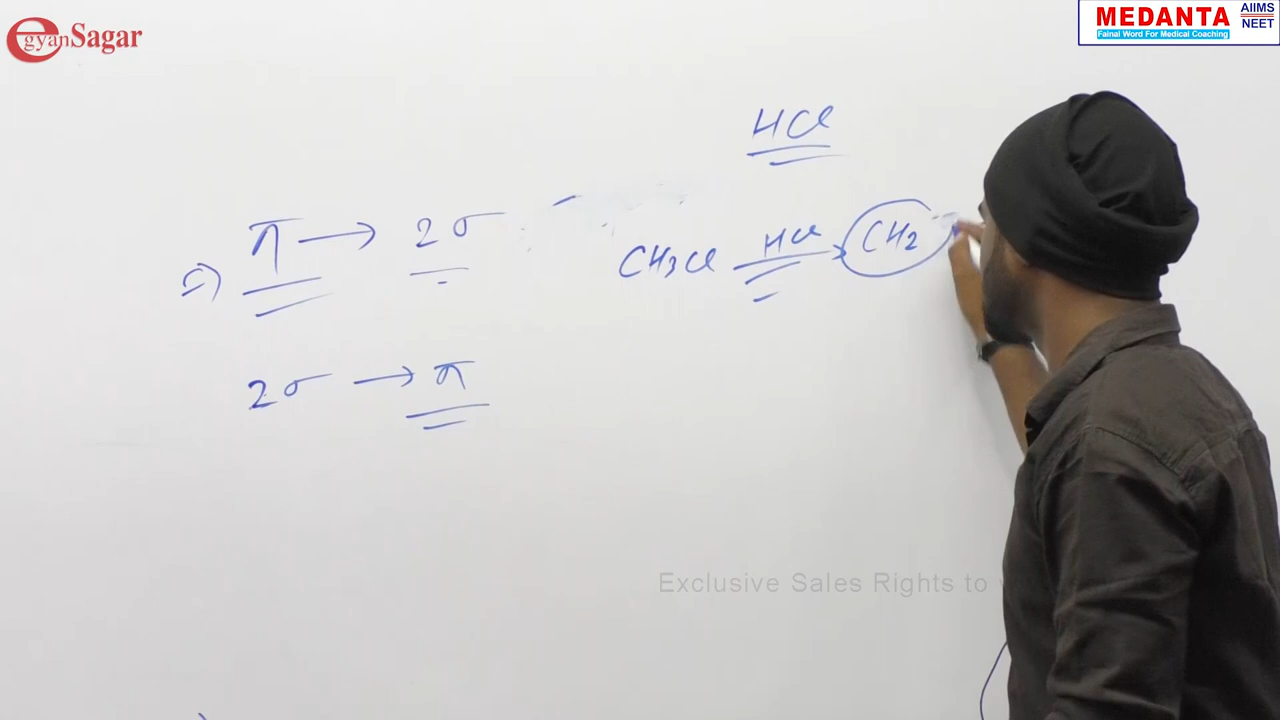 egyanSagar
MEDANTA AIIMS
NEET
Fainal Word For Medical Coaching
HCl
π → 2σ
CH3Cl HCl → CH2
2σ → π
Exclusive Sales Rights to